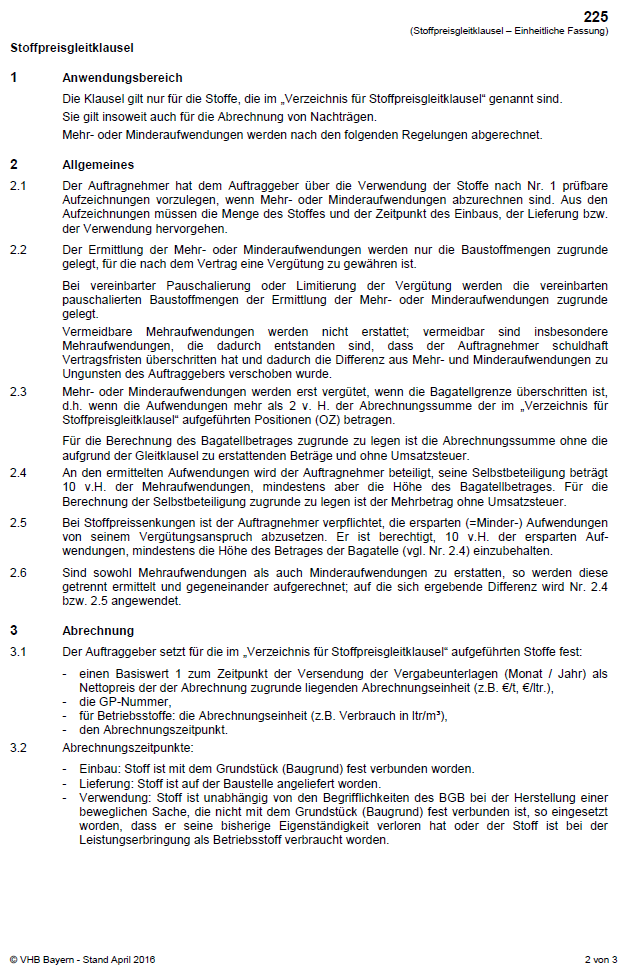 225
(Stoffpreisgleitklausel – Einheitliche Fassung)
Stoffpreisgleitklausel
1 Anwendungsbereich
Die Klausel gilt nur für die Stoffe, die im „Verzeichnis für Stoffpreisgleitklausel“ genannt sind.
Sie gilt insoweit auch für die Abrechnung von Nachträgen.
Mehr- oder Minderaufwendungen werden nach den folgenden Regelungen abgerechnet.
2 Allgemeines
2.1 Der Auftragnehmer hat dem Auftraggeber über die Verwendung der Stoffe nach Nr. 1 prüfbare
Aufzeichnungen vorzulegen, wenn Mehr- oder Minderaufwendungen abzurechnen sind. Aus den
Aufzeichnungen müssen die Menge des Stoffes und der Zeitpunkt des Einbaus, der Lieferung bzw.
der Verwendung hervorgehen.
2.2 Der Ermittlung der Mehr- oder Minderaufwendungen werden nur die Baustoffmengen zugrunde
gelegt, für die nach dem Vertrag eine Vergütung zu gewähren ist.
Bei vereinbarter Pauschalierung oder Limitierung der Vergütung werden die vereinbarten
pauschalierten Baustoffmengen der Ermittlung der Mehr- oder Minderaufwendungen zugrunde
gelegt.
Vermeidbare Mehraufwendungen werden nicht erstattet; vermeidbar sind insbesondere
Mehraufwendungen, die dadurch entstanden sind, dass der Auftragnehmer schuldhaft
Vertragsfristen überschritten hat und dadurch die Differenz aus Mehr- und Minderaufwendungen zu
Ungunsten des Auftraggebers verschoben wurde.
2.3 Mehr- oder Minderaufwendungen werden erst vergütet, wenn die Bagatellgrenze überschritten ist,
d.h. wenn die Aufwendungen mehr als 2 v. H. der Abrechnungssumme der im „Verzeichnis für
Stoffpreisgleitklausel“ aufgeführten Positionen (OZ) betragen.
Für die Berechnung des Bagatellbetrages zugrunde zu legen ist die Abrechnungssumme ohne die
aufgrund der Gleitklausel zu erstattenden Beträge und ohne Umsatzsteuer.
2.4 An den ermittelten Aufwendungen wird der Auftragnehmer beteiligt, seine Selbstbeteiligung beträgt
10 v.H. der Mehraufwendungen, mindestens aber die Höhe des Bagatellbetrages. Für die
Berechnung der Selbstbeteiligung zugrunde zu legen ist der Mehrbetrag ohne Umsatzsteuer.
2.5 Bei Stoffpreissenkungen ist der Auftragnehmer verpflichtet, die ersparten (=Minder-) Aufwendungen
von seinem Vergütungsanspruch abzusetzen. Er ist berechtigt, 10 v.H. der ersparten Auf-
wendungen, mindestens die Höhe des Betrages der Bagatelle (vgl. Nr. 2.4) einzubehalten.
2.6 Sind sowohl Mehraufwendungen als auch Minderaufwendungen zu erstatten, so werden diese
getrennt ermittelt und gegeneinander aufgerechnet; auf die sich ergebende Differenz wird Nr. 2.4
bzw. 2.5 angewendet.
3 Abrechnung
3.1 Der Auftraggeber setzt für die im „Verzeichnis für Stoffpreisgleitklausel“ aufgeführten Stoffe fest:
- einen Basiswert 1 zum Zeitpunkt der Versendung der Vergabeunterlagen (Monat / Jahr) als
Nettopreis der der Abrechnung zugrunde liegenden Abrechnungseinheit (z.B. €/t, €/ltr.),
- die GP-Nummer,
- für Betriebsstoffe: die Abrechnungseinheit (z.B. Verbrauch in ltr/m³),
- den Abrechnungszeitpunkt.
3.2 Abrechnungszeitpunkte:
- Einbau: Stoff ist mit dem Grundstück (Baugrund) fest verbunden worden.
- Lieferung: Stoff ist auf der Baustelle angeliefert worden.
- Verwendung: Stoff ist unabhängig von den Begrifflichkeiten des BGB bei der Herstellung einer
beweglichen Sache, die nicht mit dem Grundstück (Baugrund) fest verbunden ist, so eingesetzt
worden, dass er seine bisherige Eigenständigkeit verloren hat oder der Stoff ist bei der
Leistungserbringung als Betriebsstoff verbraucht worden.
© VHB Bayern - Stand April 2016 2 von 3